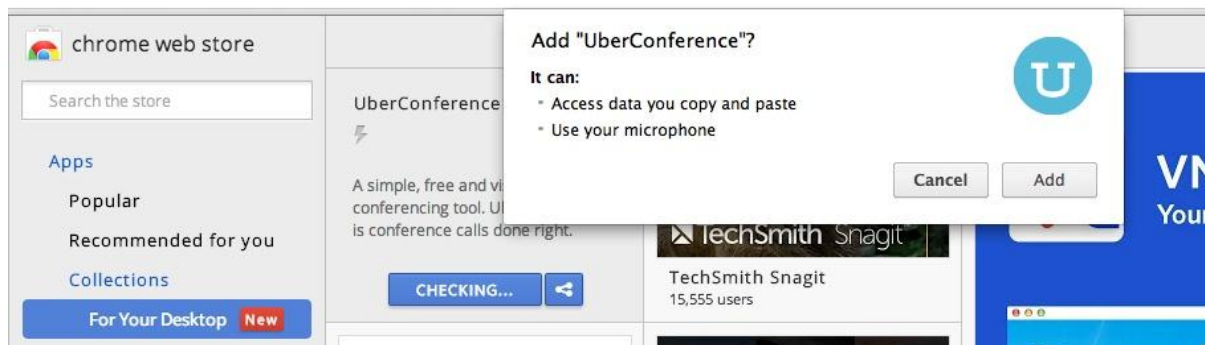 chrome web store
Search the store
Apps
Popular
Recommended for you
Collections
For Your Desktop New
UberConference
A simple, free and vi
conferencing tool. U
is conference calls done right.
CHECKING...
Add "UberConference"?
It can:
Access data you copy and paste
Use your microphone
Cancel Add
U
TechSmith Snagit
TechSmith Snagit
15,555 users
VN
Your